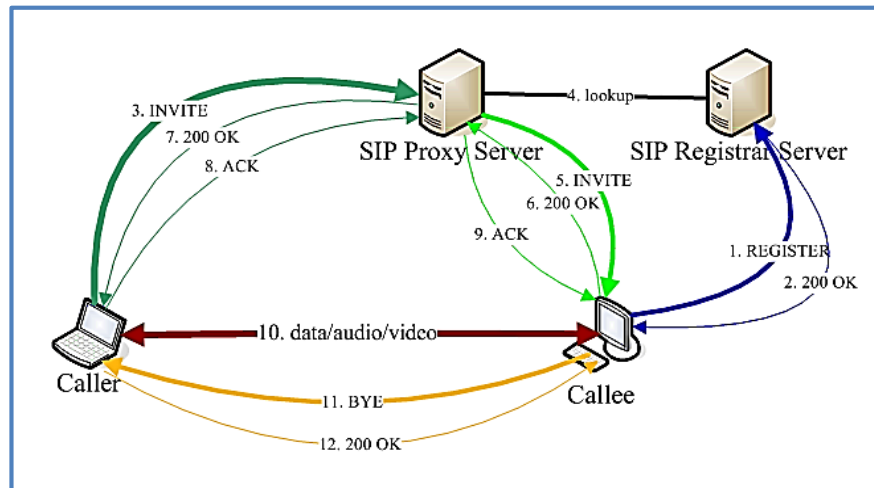 3. INVITE
7. 200 OK
8. ACK
4. lookup
SIP Proxy Server
SIP Registrar Server
5. INVITE
6. 200 OK
9. ACK
1. REGISTER
2. 200 OK
10. data/audio/video
Caller
Callee
11. BYE
12. 200 OK